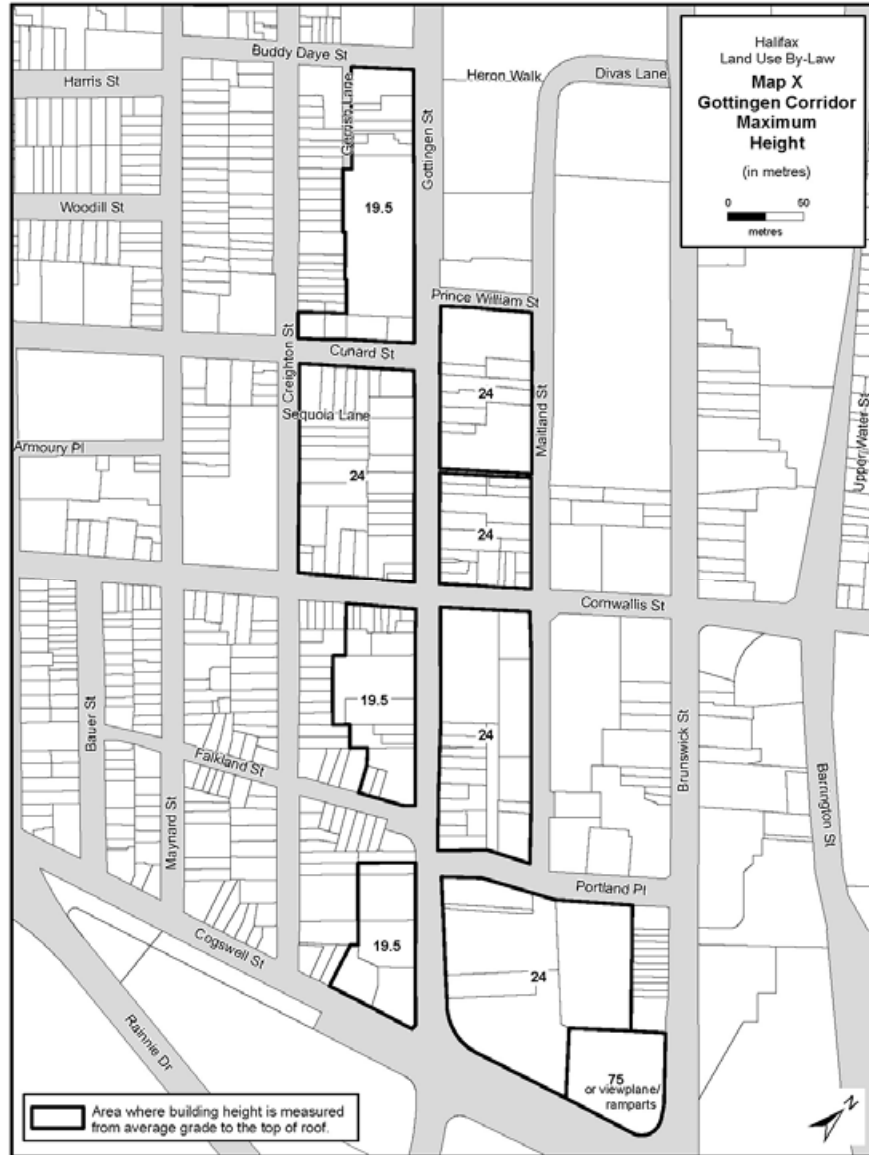 Halifax
Land Use By-Law
Map X
Gottingen Corridor
Maximum
Height
(in metres)
0 50
metres
Buddy Daye St
Harris St
Gerrish Lane
Gottingen St
Heron Walk
Divas Lane
Woodill St
19.5
Prince William St
Creighton St
Cunard St
24
Maitland St
Upper Water St
Sequoia Lane
Armoury Pl
24
24
Cornwallis St
19.5
24
Bauer St
Brunswick St
Falkland St
Maynard St
Barrington St
Portland Pl
Cogswell St
19.5
24
Rainnie Dr
75
or viewplane/
ramparts
Area where building height is measured
from average grade to the top of roof.
N